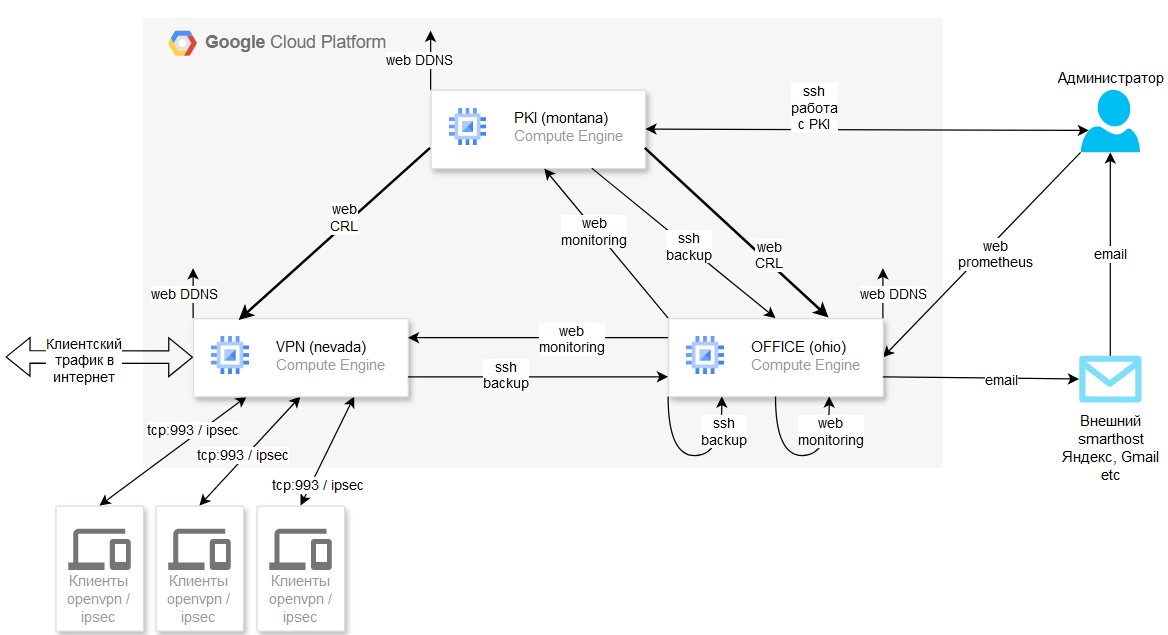 Google Cloud Platform
web DDNS
Администратор
ssh
работа
с PKI
PKI (montana)
Compute Engine
web
CRL
web
monitoring
ssh
backup
web
CRL
web
prometheus
email
web DDNS
web DDNS
Клиентский
трафик в
интернет
VPN (nevada)
Compute Engine
web
monitoring
ssh
backup
OFFICE (ohio)
Compute Engine
email
ssh
backup
web
monitoring
Внешний
smarthost
Яндекс, Gmail
etc
tcp:993 / ipsec
tcp:993 / ipsec
tcp:993 / ipsec
Клиенты
openvpn /
ipsec
Клиенты
openvpn /
ipsec
Клиенты
openvpn /
ipsec